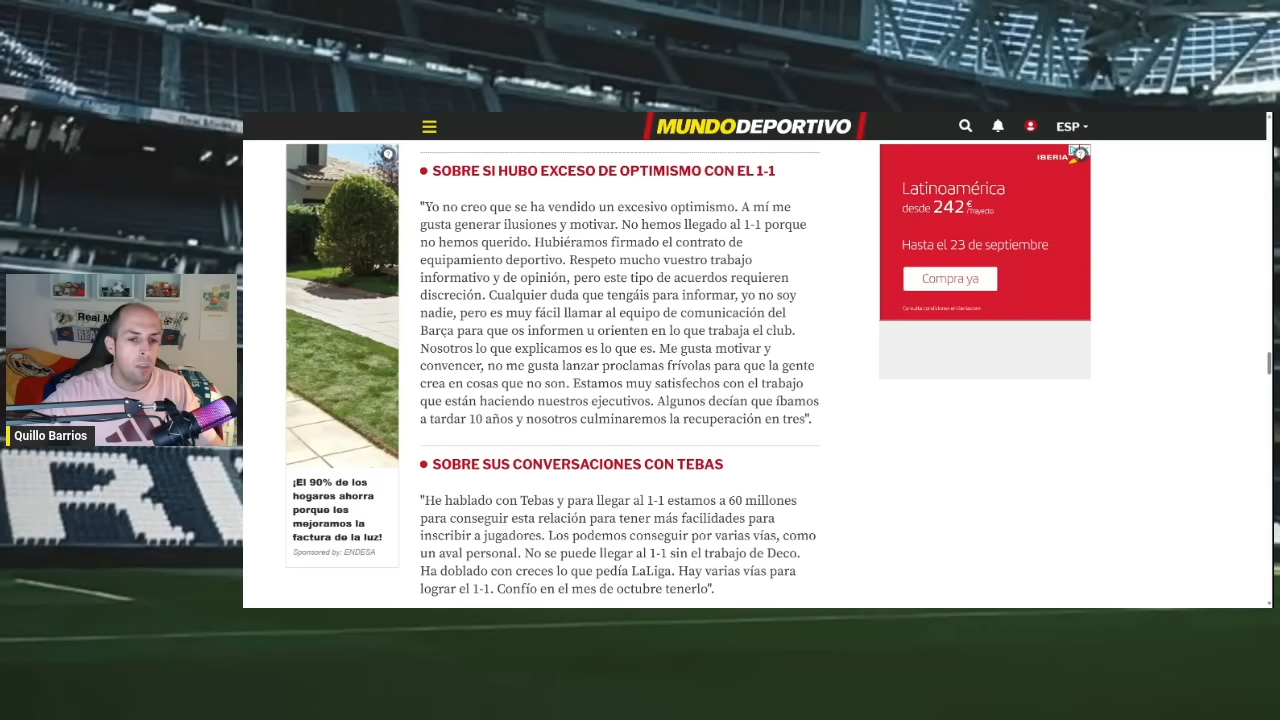 MUNDODEPORTIVO
ESP
SOBRE SI HUBO EXCESO DE OPTIMISMO CON EL 1-1
"Yo no creo que se ha vendido un excesivo optimismo. A mí me
gusta generar ilusiones y motivar. No hemos llegado al 1-1 porque
no hemos querido. Hubiéramos firmado el contrato de
equipamiento deportivo. Respeto mucho vuestro trabajo
informativo y de opinión, pero este tipo de acuerdos requieren
discreción. Cualquier duda que tengáis para informar, yo no soy
nadie, pero es muy fácil llamar al equipo de comunicación del
Barça para que os informen u orienten en lo que trabaja el club.
Nosotros lo que explicamos es lo que es. Me gusta motivar y
convencer, no me gusta lanzar proclamas frívolas para que la gente
crea en cosas que no son. Estamos muy satisfechos con el trabajo
que están haciendo nuestros ejecutivos. Algunos decían que íbamos
a tardar 10 años y nosotros culminaremos la recuperación en tres".
SOBRE SUS CONVERSACIONES CON TEBAS
"He hablado con Tebas y para llegar al 1-1 estamos a 60 millones
para conseguir esta relación para tener más facilidades para
inscribir a jugadores. Los podemos conseguir por varias vías, como
un aval personal. No se puede llegar al 1-1 sin el trabajo de Deco.
Ha doblado con creces lo que pedía LaLiga. Hay varias vías para
lograr el 1-1. Confío en el mes de octubre tenerlo".
¡El 90% de los
hogares ahorra
porque les
mejoramos la
factura de la luz!
Sponsored by: ENDESA
IBERIA
Latinoamérica
desde 242€ /Trayecto
Hasta el 23 de septiembre
Compra ya
Consulta condiciones en iberia.com
Real M
Quillo Barrios
RI